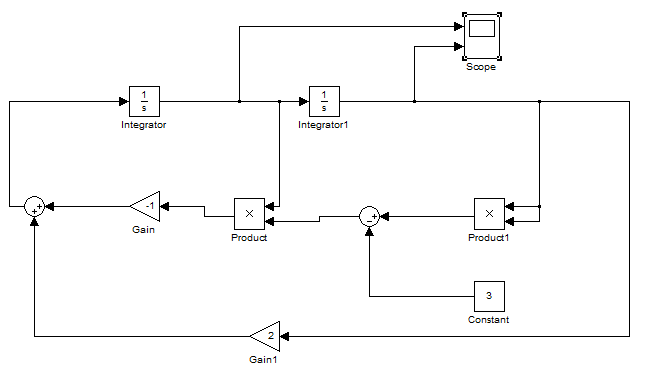 Scope
1
s
Integrator
1
s
Integrator1
+
+
-1
Gain
×
Product
−
+
×
Product1
3
Constant
2
Gain1